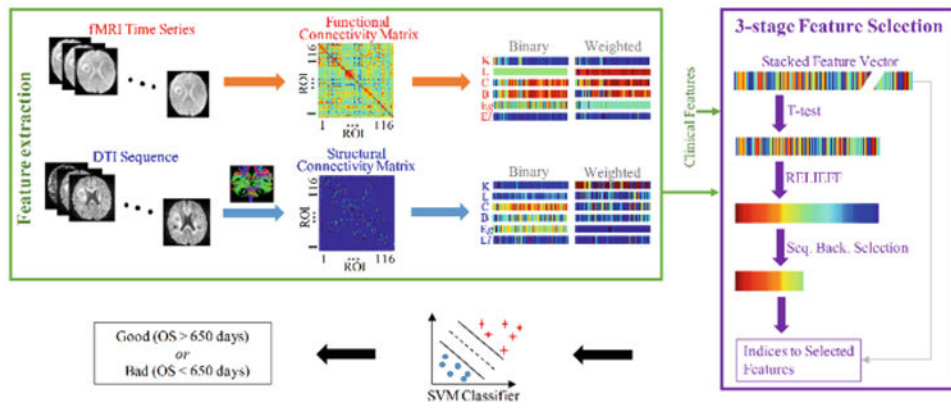 Feature extraction
fMRI Time Series
Functional
Connectivity Matrix
116
ROI
1
1 ... 116
ROI
Binary
Weighted
K
L
C
B
Eg
El
DTI Sequence
Structural
Connectivity Matrix
116
ROI
1
1 ... 116
ROI
Binary
Weighted
K
L
C
B
Eg
El
Clinical Features
3-stage Feature Selection
Stacked Feature Vector
T-test
RELIEFF
Seq. Back. Selection
Indices to Selected
Features
SVM Classifier
Good (OS > 650 days)
or
Bad (OS < 650 days)